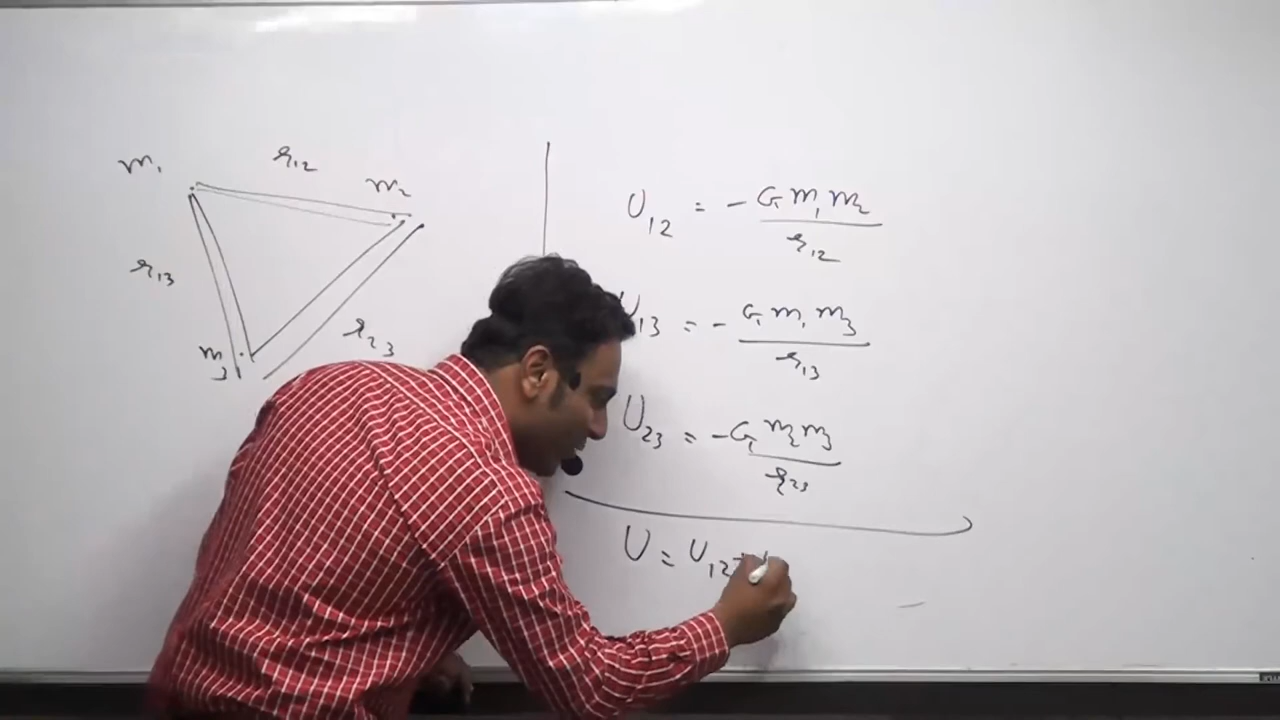 m₁
r₁₂
m₂
r₁₃
m₃
r₂₃
U₁₂ = - G m₁ m₂ / r₁₂
U₁₃ = - G m₁ m₃ / r₁₃
U₂₃ = - G m₂ m₃ / r₂₃
U = U₁₂ +